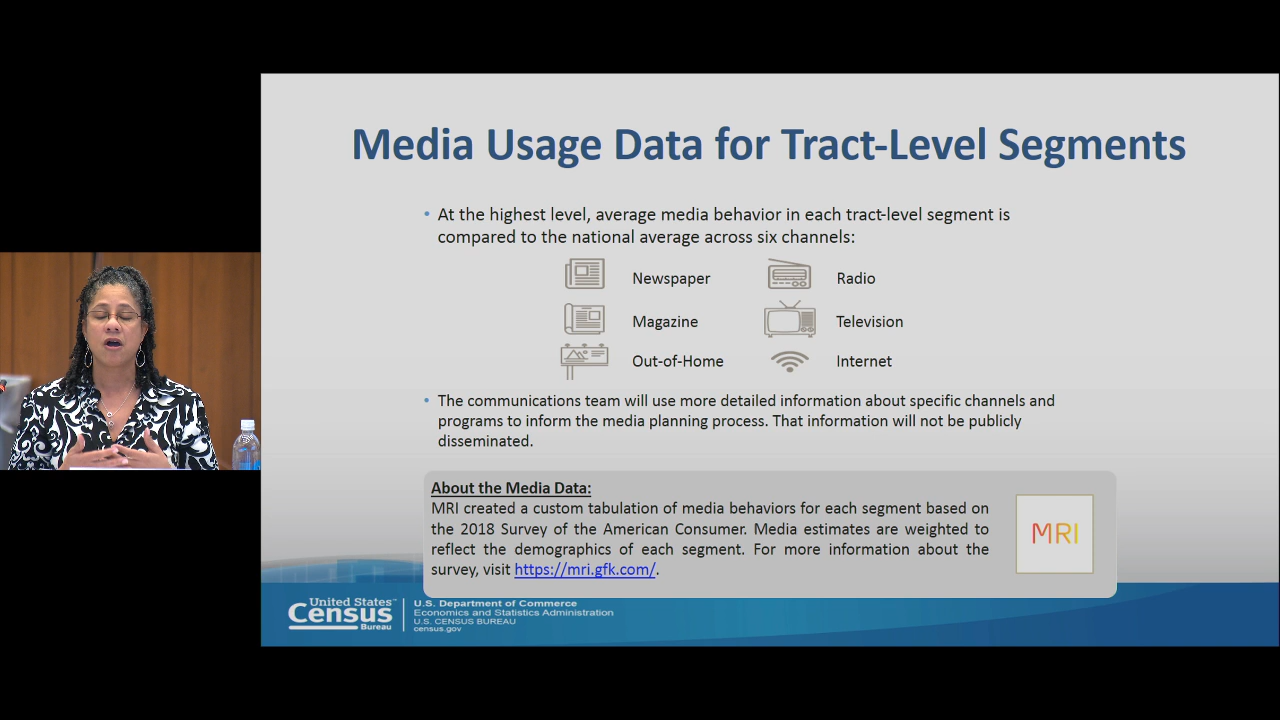 Media Usage Data for Tract-Level Segments
• At the highest level, average media behavior in each tract-level segment is
compared to the national average across six channels:
Newspaper
Radio
Magazine
Television
Out-of-Home
Internet
• The communications team will use more detailed information about specific channels and
programs to inform the media planning process. That information will not be publicly
disseminated.
About the Media Data:
MRI created a custom tabulation of media behaviors for each segment based on
the 2018 Survey of the American Consumer. Media estimates are weighted to
reflect the demographics of each segment. For more information about the
survey, visit https://mri.gfk.com/.
MRI
United States™
Census
Bureau
U.S. Department of Commerce
Economics and Statistics Administration
U.S. CENSUS BUREAU
census.gov